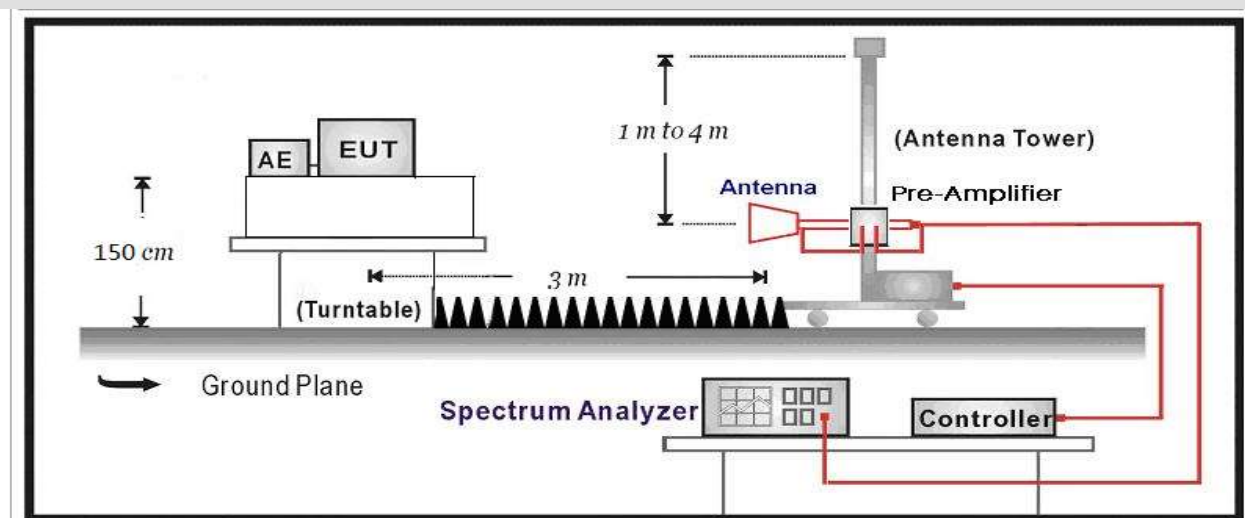 1 m to 4 m
(Antenna Tower)
AE
EUT
Antenna
Pre-Amplifier
150 cm
3 m
(Turntable)
Ground Plane
Spectrum Analyzer
Controller